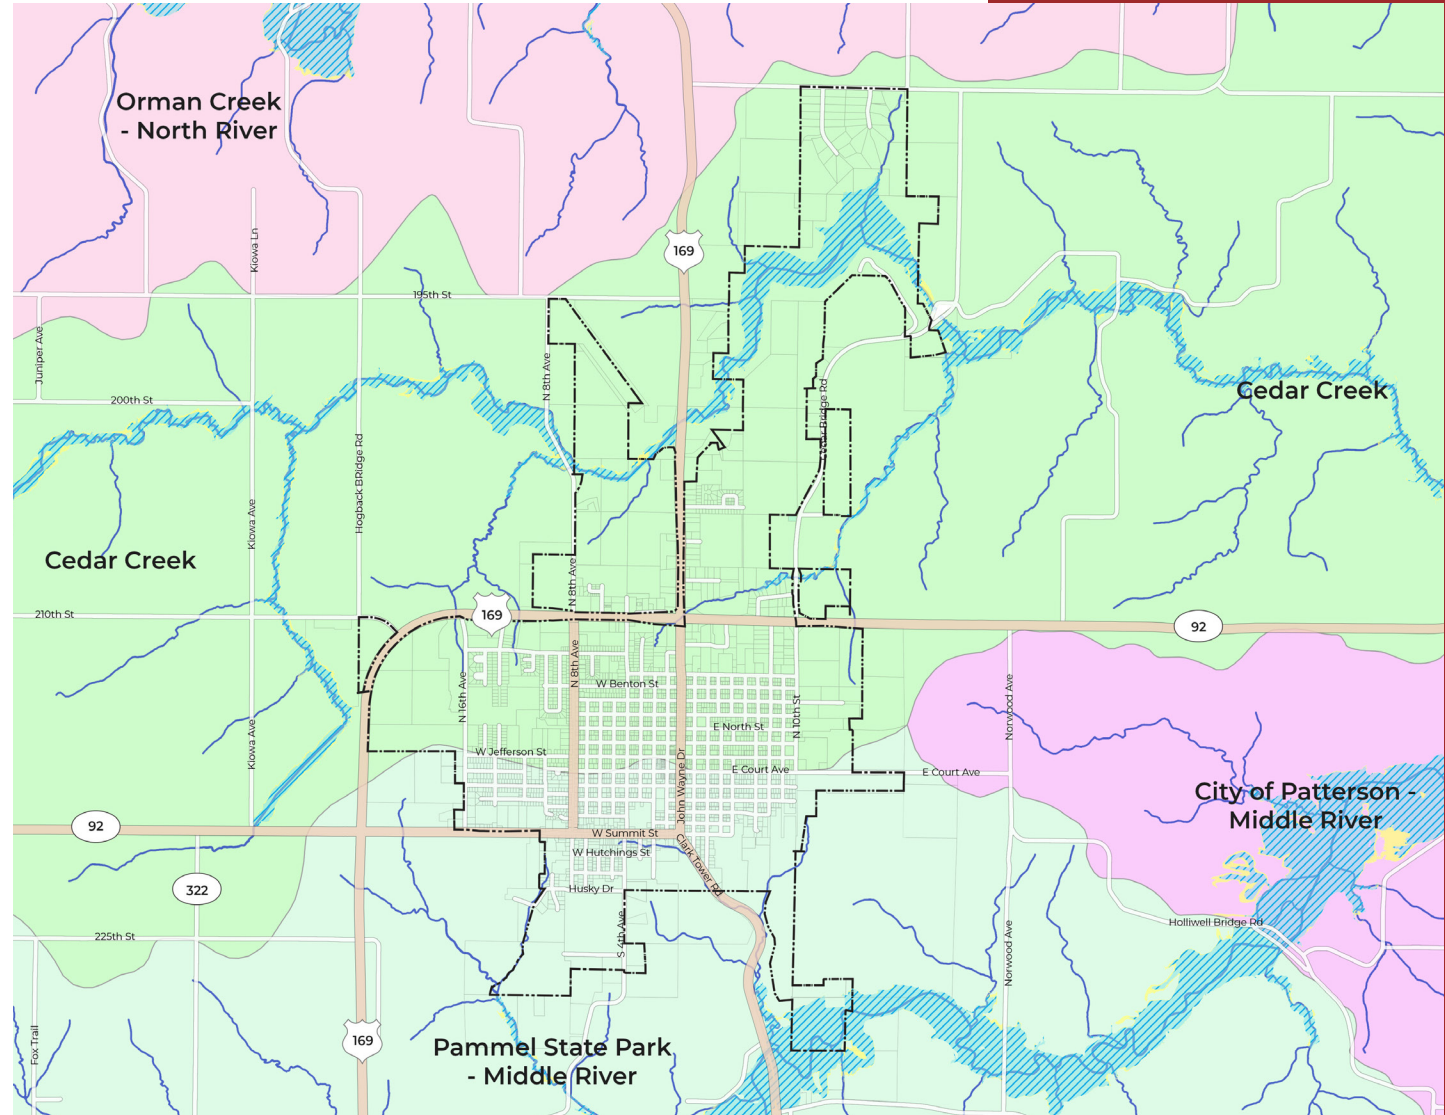 Orman Creek
- North River
Kiowa Ln
169
195th St
Juniper Ave
N 8th Ave
200th St
Cedar Creek
Hogback BRidge Rd
Kiowa Ave
Cedar Creek
N 8th Ave
210th St
169
92
N 8th Ave
W Benton St
N 16th Ave
N 10th St
Norwood Ave
E North St
Kiowa Ave
W Jefferson St
John Wayne Dr
E Court Ave
E Court Ave
City of Patterson -
Middle River
92
W Summit St
W Hutchings St
Clark Tower Rd
322
Husky Dr
Holliwell Bridge Rd
225th St
S 4th Ave
Norwood Ave
Fox Trail
169
Pammel State Park
- Middle River